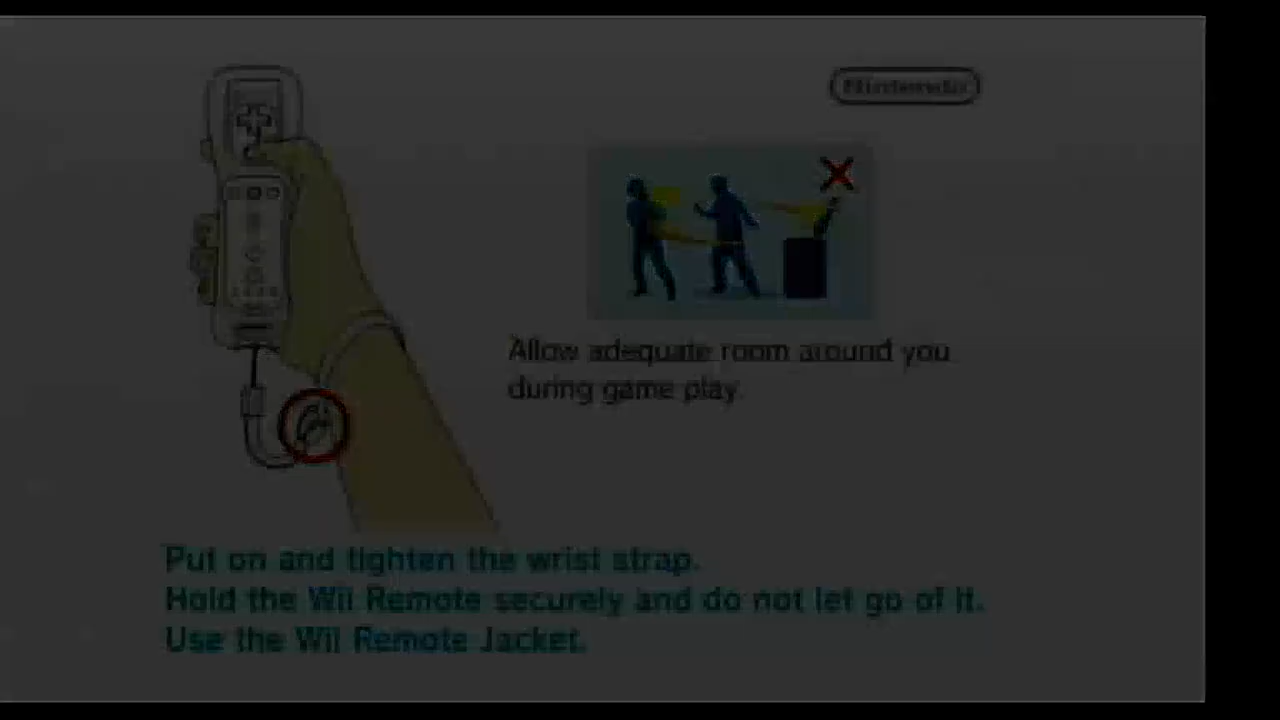 Nintendo
Allow adequate room around you
during game play.
Put on and tighten the wrist strap.
Hold the Wii Remote securely and do not let go of it.
Use the Wii Remote Jacket.